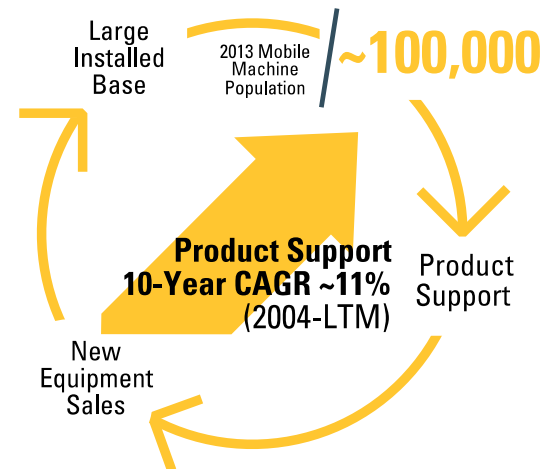 Large
Installed
Base
2013 Mobile
Machine
Population
~100,000
Product Support
10-Year CAGR ~11%
(2004-LTM)
Product
Support
New
Equipment
Sales